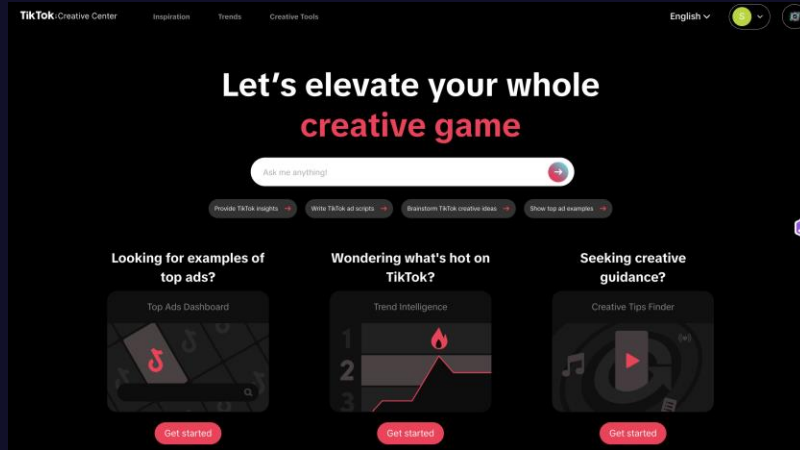 TikTok: Creative Center Inspiration Trends Creative Tools English S
Let's elevate your whole
creative game
Ask me anything!
Provide TikTok insights Write TikTok ad scripts Brainstorm TikTok creative ideas Show top ad examples
Looking for examples of
top ads?
Wondering what's hot on
TikTok?
Seeking creative
guidance?
Top Ads Dashboard
Trend Intelligence
1
2
3
Creative Tips Finder
Get started Get started Get started